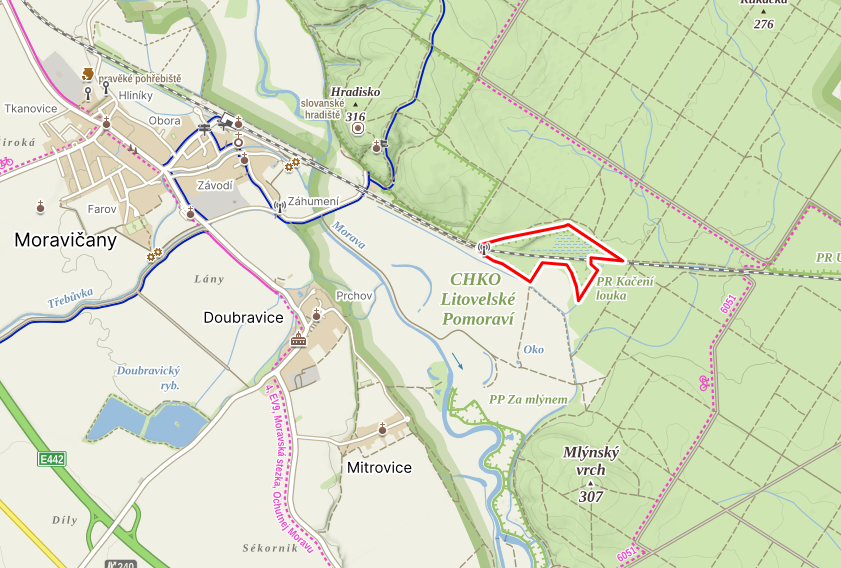 Kukačka
276
pravěké pohřebiště
Hliníky
Hradisko
Tkanovice
slovanské
hradiště
316
Obora
Široká
Závodí
Záhumení
Farov
Morava
Moravičany
PR U
Lány
CHKO
Litovelské
Pomoraví
PR Kačení
louka
Třebůvka
Prchov
6051
Doubravice
Oko
Doubravický
ryb.
4, EV9, Moravská stezka, Ochutnej Moravu
PP Za mlýnem
E442
Mitrovice
Mlýnský
vrch
307
Díly
Sékorník
6051
240